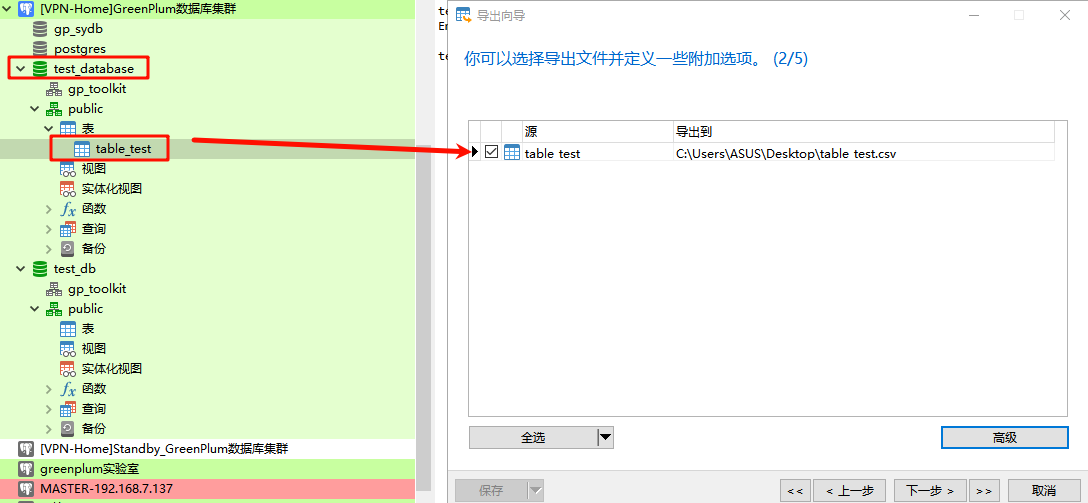 [VPN-Home]GreenPlum数据库集群
gp_sydb
postgres
test_database
gp_toolkit
public
表
table_test
视图
实体化视图
fx 函数
查询
备份
test_db
gp_toolkit
public
表
视图
实体化视图
fx 函数
查询
备份
[VPN-Home]Standby_GreenPlum数据库集群
greenplum实验室
MASTER-192.168.7.137
导出向导
你可以选择导出文件并定义一些附加选项。 (2/5)
源 导出到
table_test C:\Users\ASUS\Desktop\table_test.csv
全选 高级
保存 << < 上一步 下一步 > >> 取消